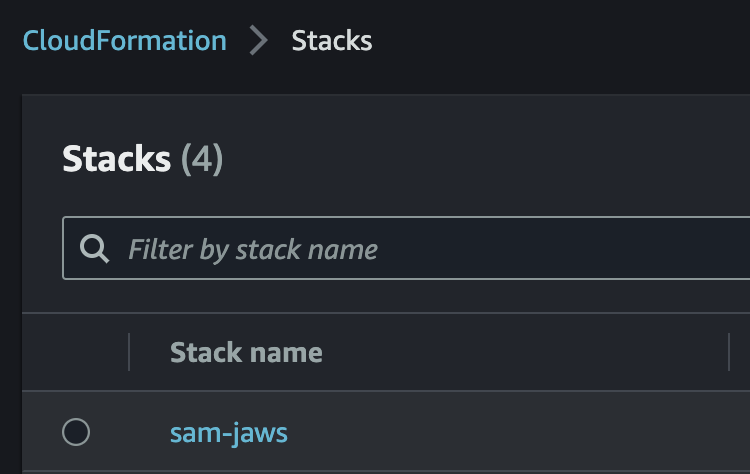 CloudFormation > Stacks
Stacks (4)
Filter by stack name
Stack name
sam-jaws